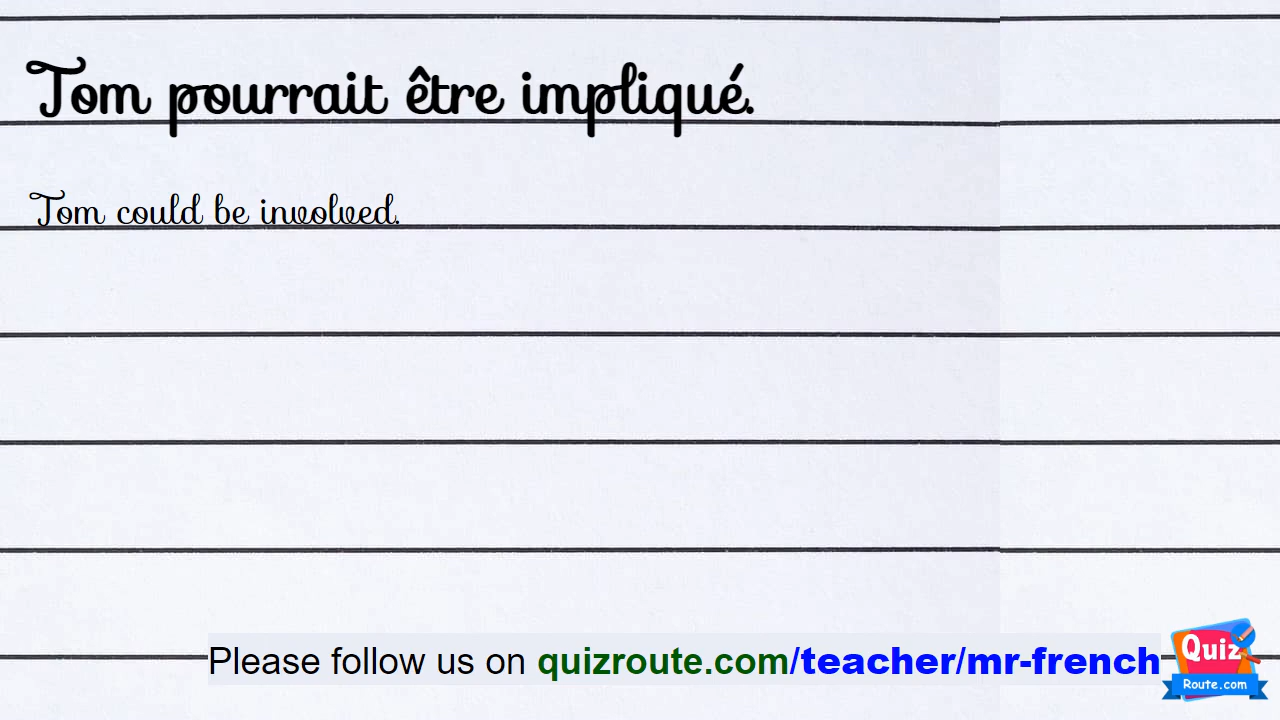 Tom pourrait être impliqué.
Tom could be involved.
Please follow us on quizroute.com/teacher/mr-french
Quiz
Route.com